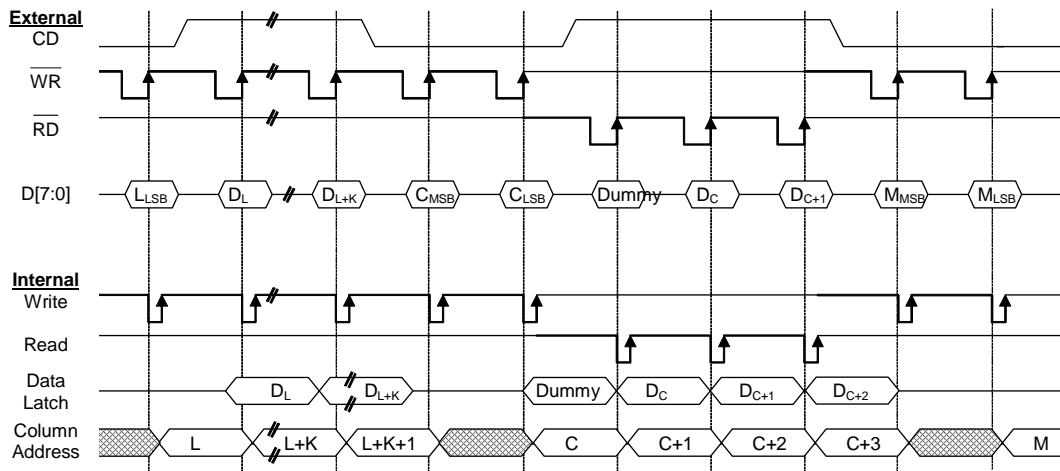 External
CD
WR
RD
D[7:0] LLSB DL DL+K CMSB CLSB Dummy DC DC+1 MMSB MLSB
Internal
Write
Read
Data Latch DL DL+K Dummy DC DC+1 DC+2
Column Address L L+K L+K+1 C C+1 C+2 C+3 M